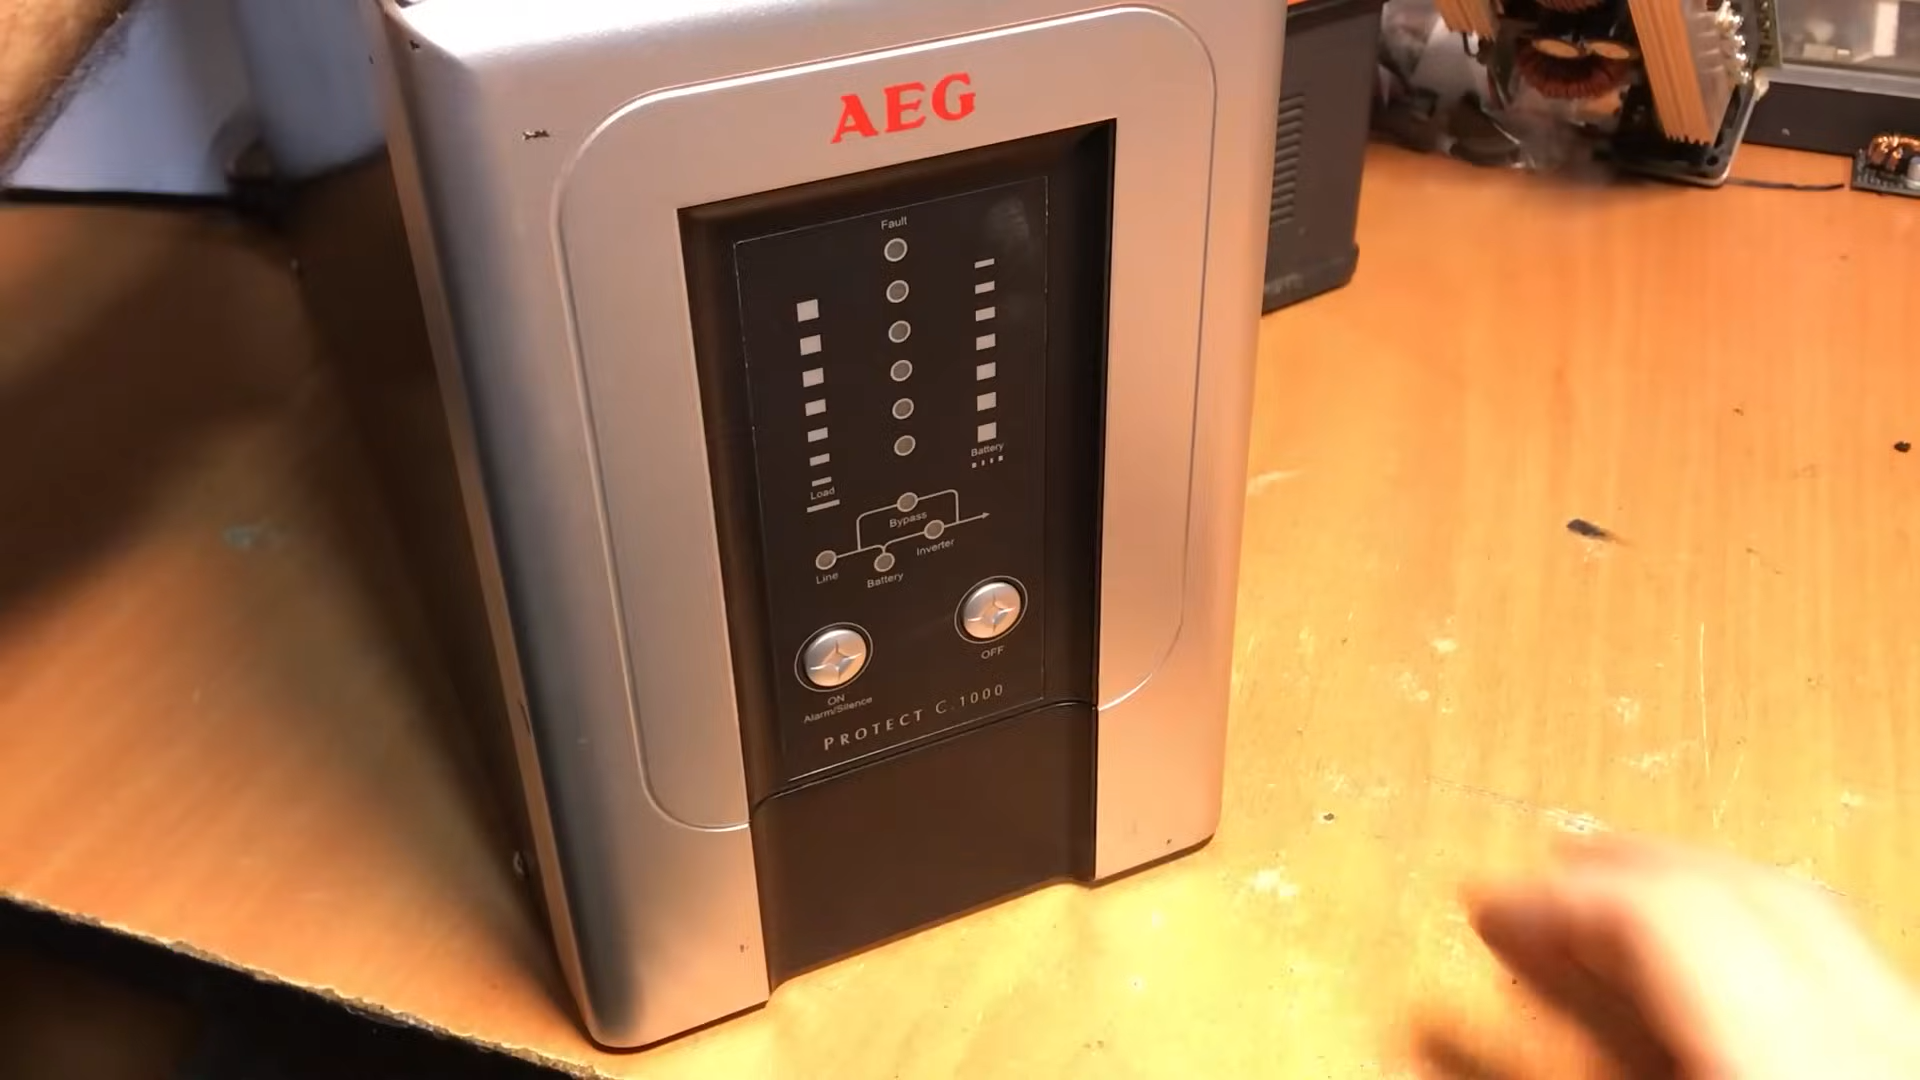 AEG
Fault
Load
Battery
Bypass
Inverter
Line
Battery
ON
Alarm/Silence
OFF
PROTECT C.1000